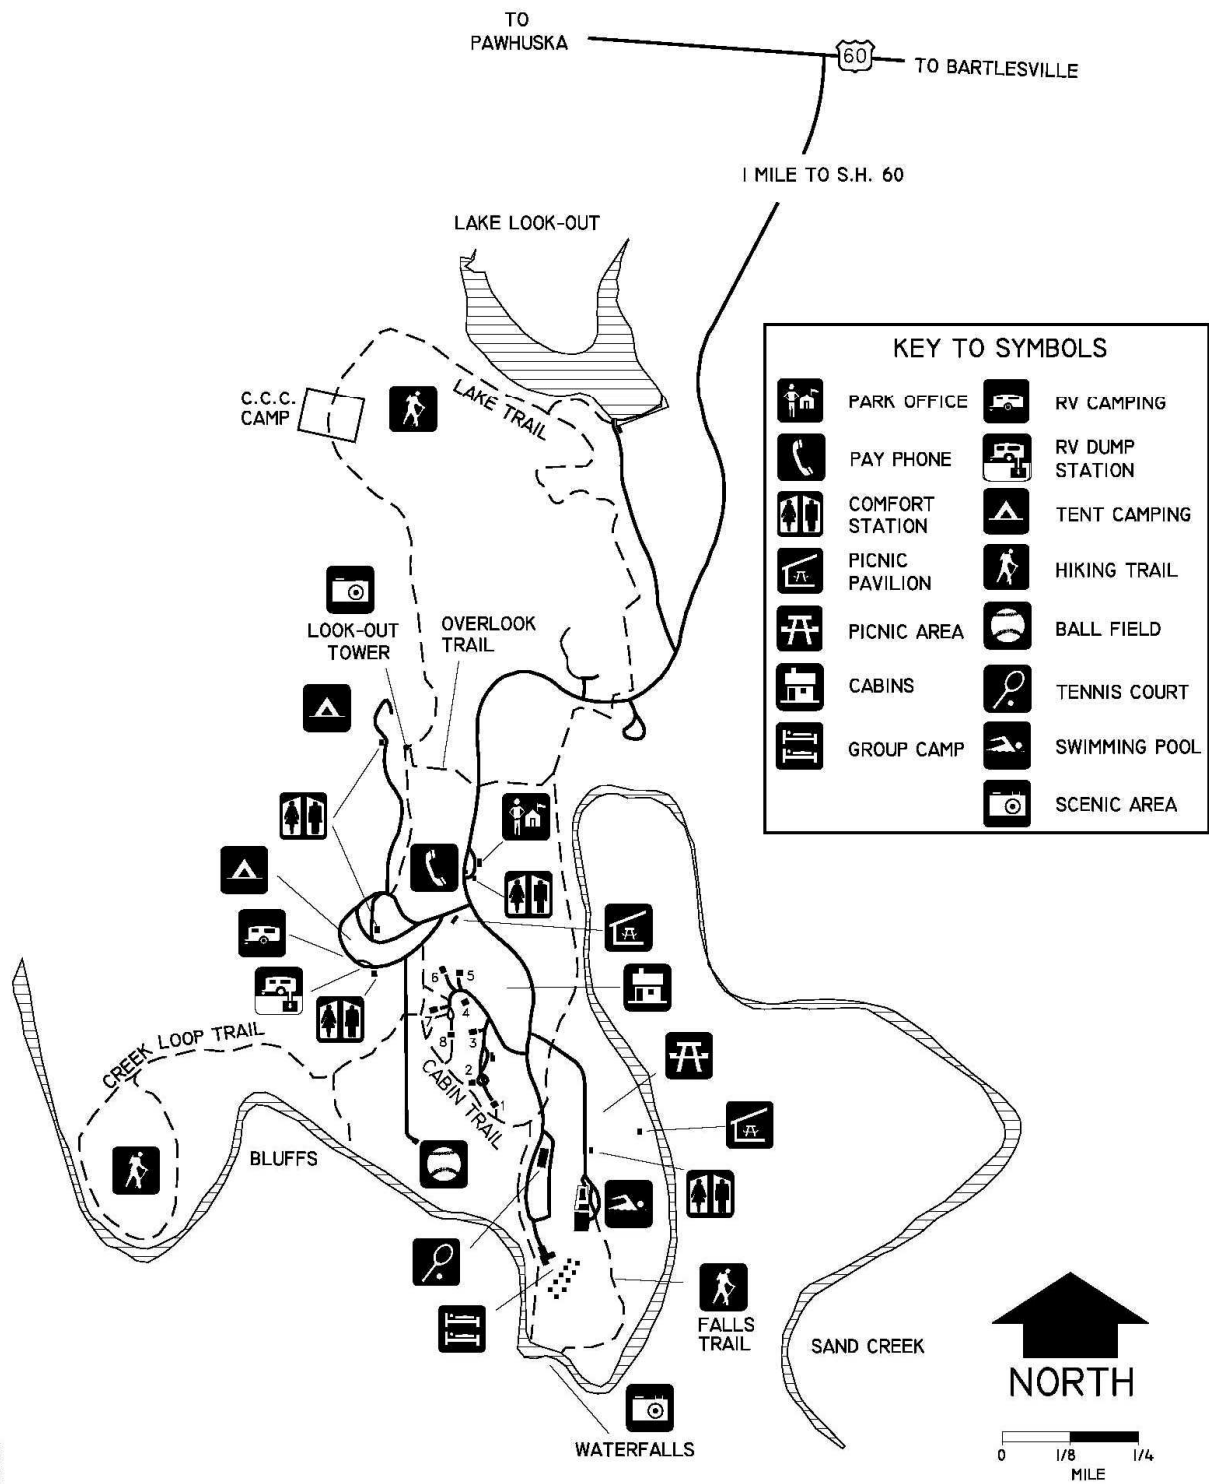 TO
PAWHUSKA
60
TO BARTLESVILLE
1 MILE TO S.H. 60
LAKE LOOK-OUT
KEY TO SYMBOLS
PARK OFFICE
PAY PHONE
COMFORT
STATION
PICNIC
PAVILION
PICNIC AREA
CABINS
GROUP CAMP
RV CAMPING
RV DUMP
STATION
TENT CAMPING
HIKING TRAIL
BALL FIELD
TENNIS COURT
SWIMMING POOL
SCENIC AREA
C.C.C.
CAMP
LAKE TRAIL
LOOK-OUT
TOWER
OVERLOOK
TRAIL
6
5
7
4
8
3
2
1
CREEK LOOP TRAIL
CABIN TRAIL
BLUFFS
FALLS
TRAIL
SAND CREEK
WATERFALLS
NORTH
0
1/8
1/4
MILE